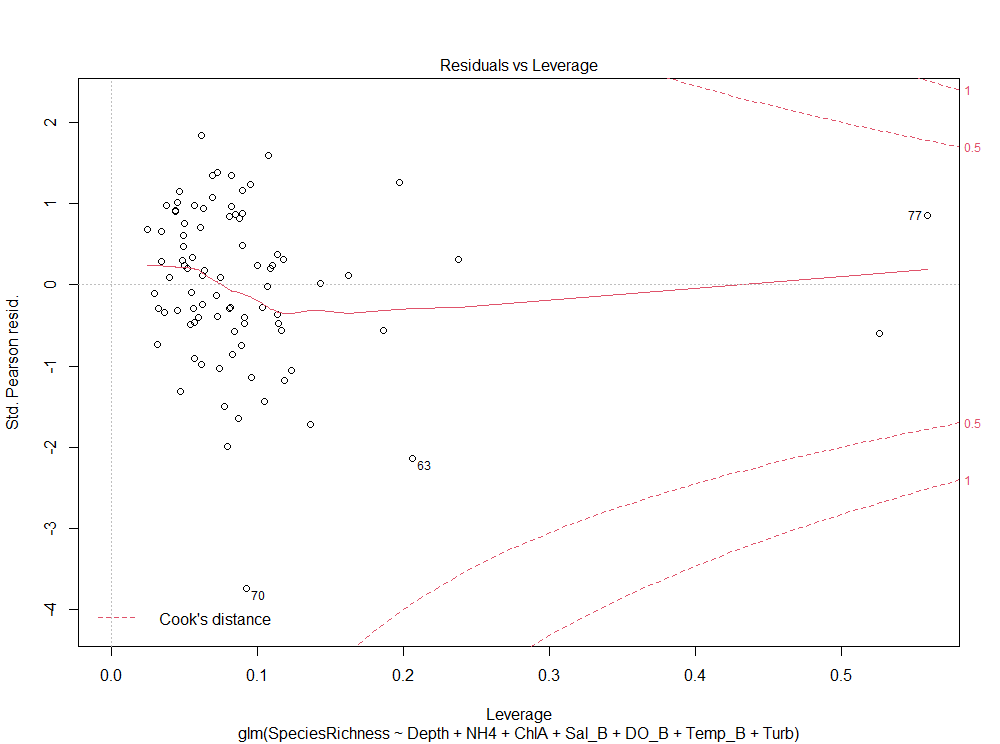 Residuals vs Leverage
Std. Pearson resid.
2
1
0
-1
-2
-3
-4
1
0.5
0.5
1
77
63
70
Cook's distance
0.0 0.1 0.2 0.3 0.4 0.5
Leverage
glm(SpeciesRichness ~ Depth + NH4 + ChlA + Sal_B + DO_B + Temp_B + Turb)